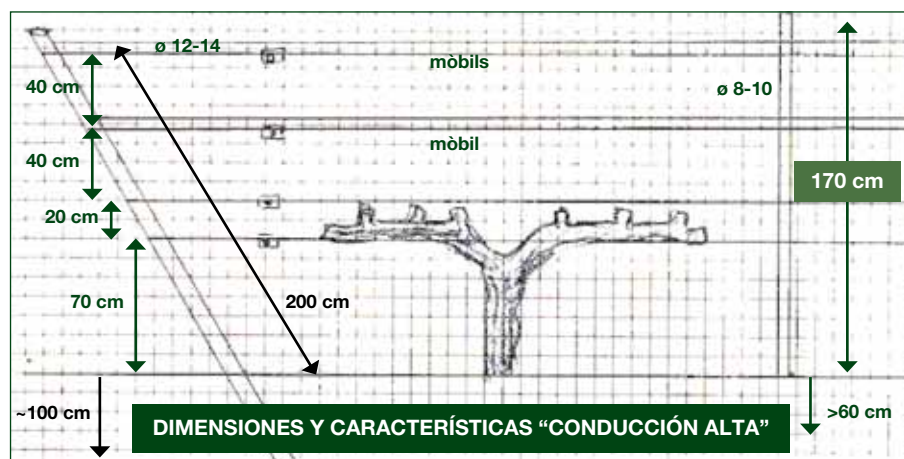 ø 12-14
mòbils
40 cm
ø 8-10
40 cm
mòbil
170 cm
20 cm
70 cm
200 cm
~100 cm
>60 cm
DIMENSIONES Y CARACTERÍSTICAS “CONDUCCIÓN ALTA”